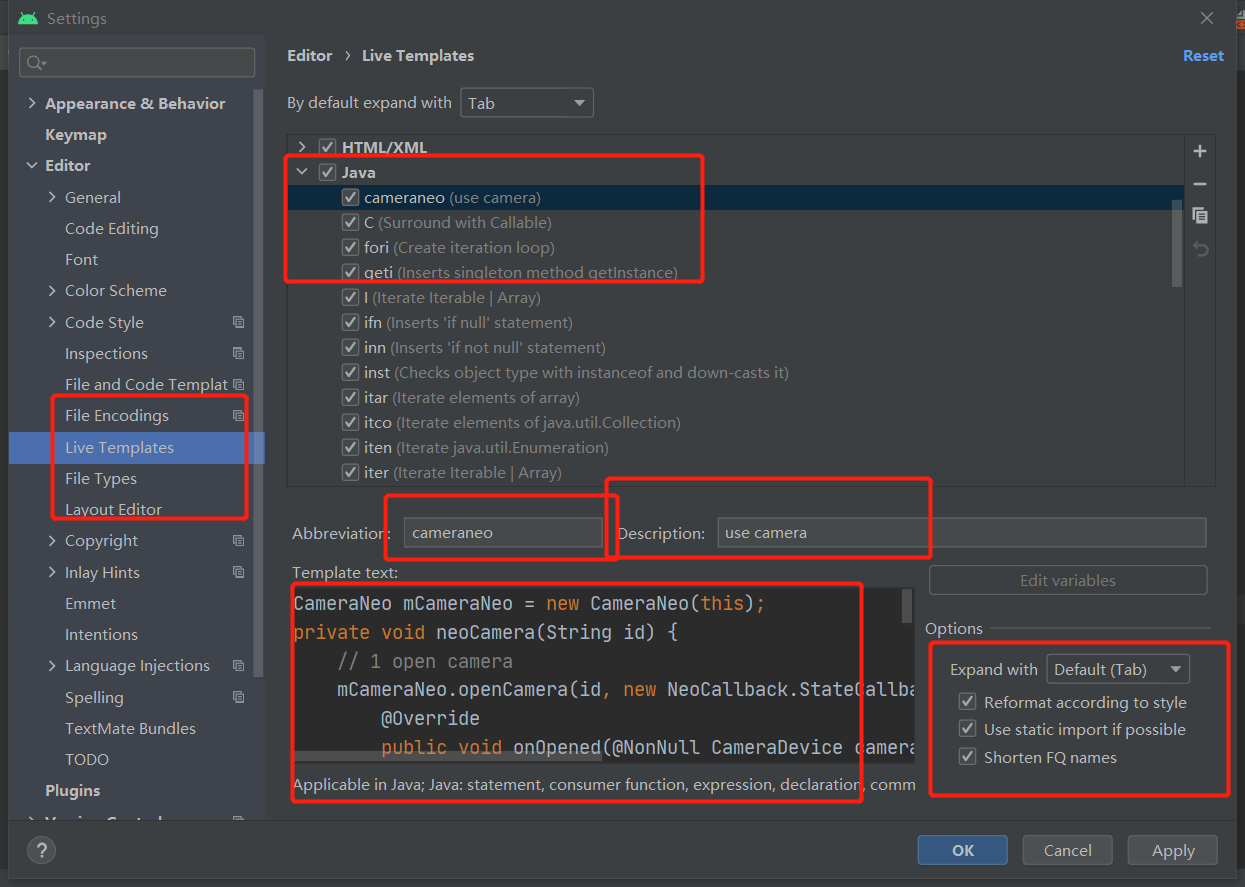 Settings
Editor › Live Templates
Reset
By default expand with Tab
Appearance & Behavior
Keymap
Editor
General
Code Editing
Font
Color Scheme
Code Style
Inspections
File and Code Templat
File Encodings
Live Templates
File Types
Layout Editor
Copyright
Inlay Hints
Emmet
Intentions
Language Injections
Spelling
TextMate Bundles
TODO
Plugins
HTML/XML
Java
cameraneo (use camera)
C (Surround with Callable)
fori (Create iteration loop)
geti (Inserts singleton method getInstance)
I (Iterate Iterable | Array)
ifn (Inserts 'if null' statement)
inn (Inserts 'if not null' statement)
inst (Checks object type with instanceof and down-casts it)
itar (Iterate elements of array)
itco (Iterate elements of java.util.Collection)
iten (Iterate java.util.Enumeration)
iter (Iterate Iterable | Array)
Abbreviation: cameraneo Description: use camera
Template text:
CameraNeo mCameraNeo = new CameraNeo(this);
private void neoCamera(String id) {
// 1 open camera
mCameraNeo.openCamera(id, new NeoCallback.StateCallba
@Override
public void onOpened(@NonNull CameraDevice camera
Applicable in Java; Java: statement, consumer function, expression, declaration, comm
Edit variables
Options
Expand with Default (Tab)
Reformat according to style
Use static import if possible
Shorten FQ names
? OK Cancel Apply